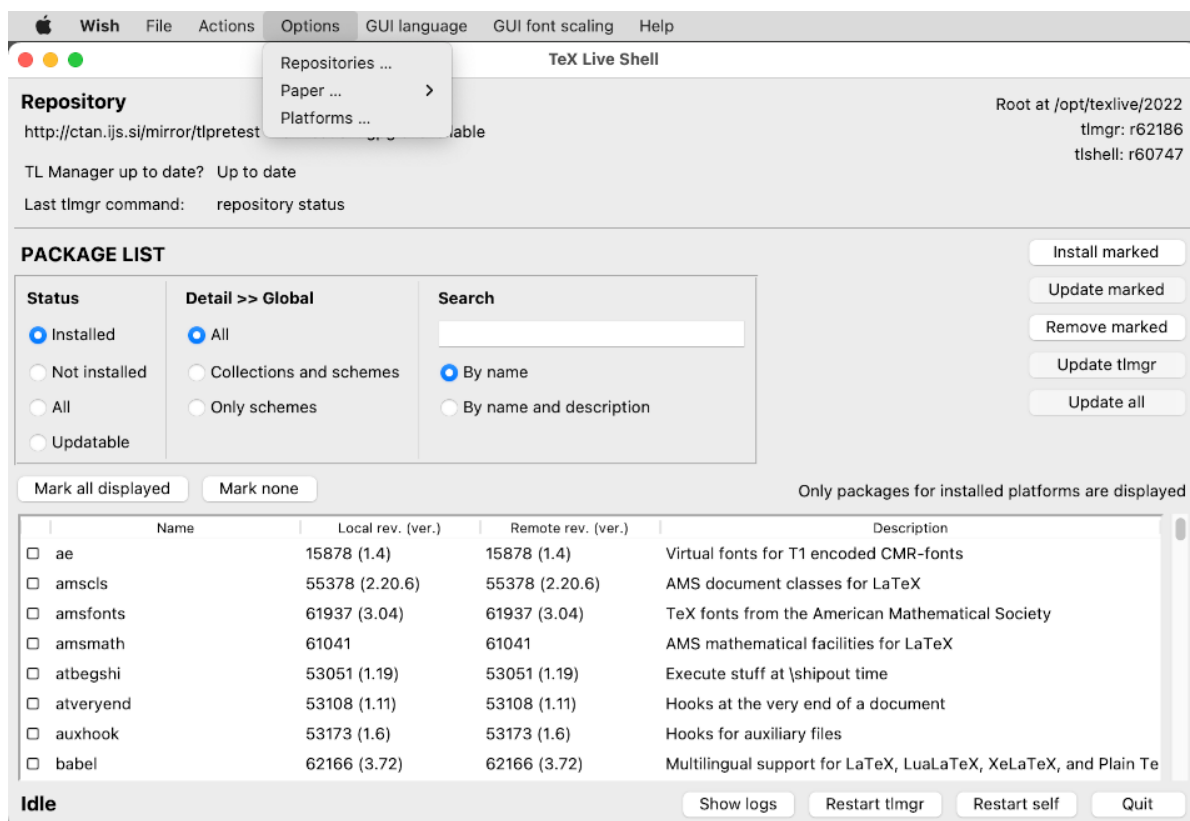 Wish File Actions Options GUI language GUI font scaling Help
TeX Live Shell
Repositories ...
Paper ...
Platforms ...
Repository
http://ctan.ijs.si/mirror/tlpretest
Root at /opt/texlive/2022
tlmgr: r62186
tlshell: r60747
TL Manager up to date? Up to date
Last tlmgr command: repository status
PACKAGE LIST
Install marked
Update marked
Remove marked
Update tlmgr
Update all
Status
Installed
Not installed
All
Updatable
Detail >> Global
All
Collections and schemes
Only schemes
Search
By name
By name and description
Mark all displayed Mark none
Only packages for installed platforms are displayed
Name Local rev. (ver.) Remote rev. (ver.) Description
ae 15878 (1.4) 15878 (1.4) Virtual fonts for T1 encoded CMR-fonts
amscls 55378 (2.20.6) 55378 (2.20.6) AMS document classes for LaTeX
amsfonts 61937 (3.04) 61937 (3.04) TeX fonts from the American Mathematical Society
amsmath 61041 61041 AMS mathematical facilities for LaTeX
atbegshi 53051 (1.19) 53051 (1.19) Execute stuff at \shipout time
atveryend 53108 (1.11) 53108 (1.11) Hooks at the very end of a document
auxhook 53173 (1.6) 53173 (1.6) Hooks for auxiliary files
babel 62166 (3.72) 62166 (3.72) Multilingual support for LaTeX, LuaLaTeX, XeLaTeX, and Plain Te
Idle
Show logs Restart tlmgr Restart self Quit